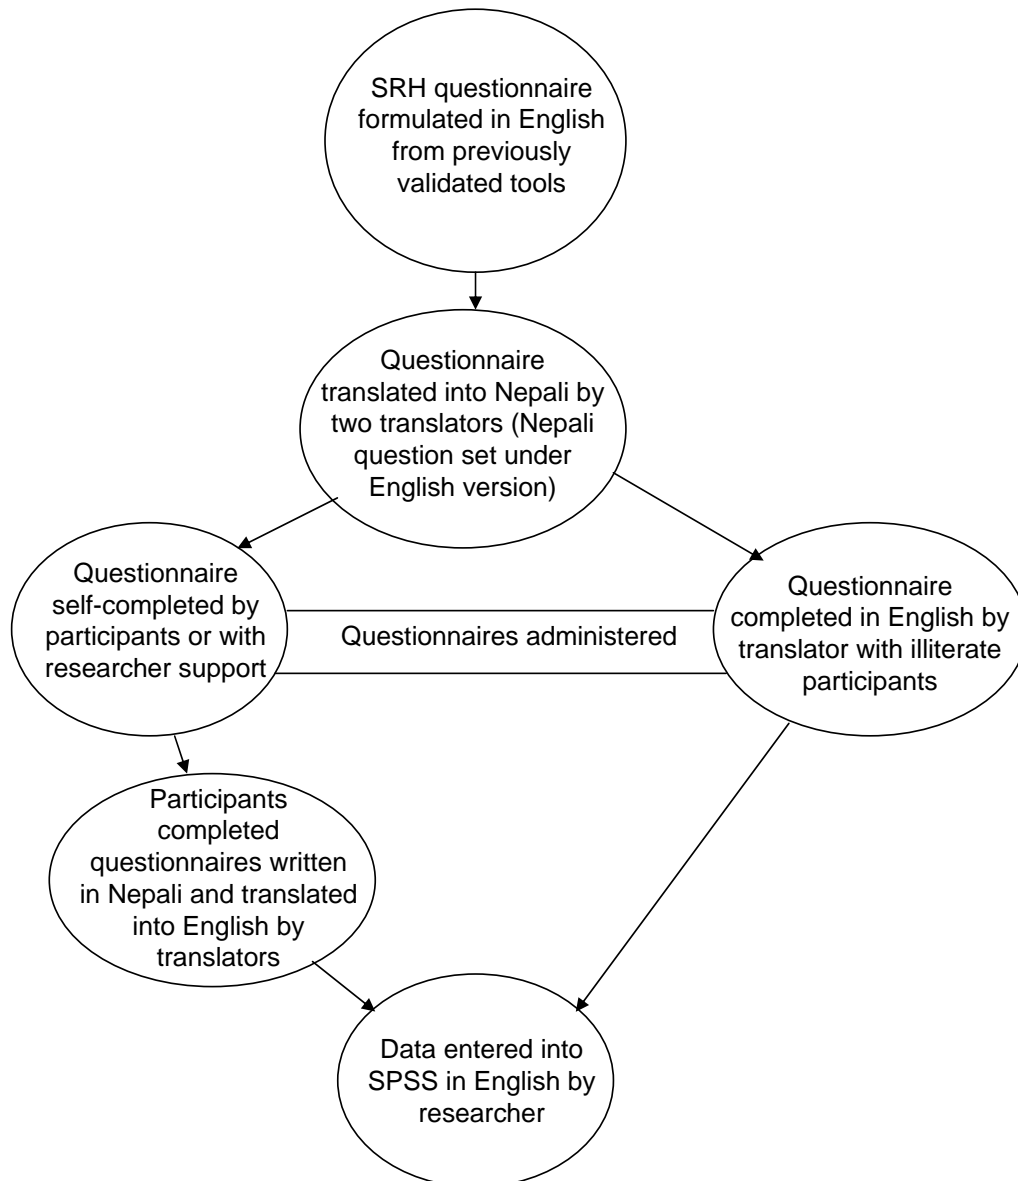 SRH questionnaire
formulated in English
from previously
validated tools
Questionnaire
translated into Nepali by
two translators (Nepali
question set under
English version)
Questionnaire
self-completed by
participants or with
researcher support
Questionnaires administered
Questionnaire
completed in English by
translator with illiterate
participants
Participants
completed
questionnaires written
in Nepali and translated
into English by
translators
Data entered into
SPSS in English by
researcher